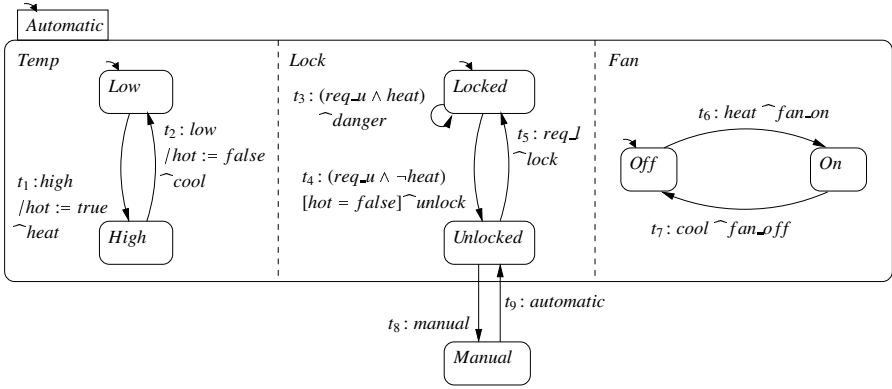 Automatic
Temp
Low
t2 : low
/hot := false
⌢cool
t1 : high
/hot := true
⌢heat
High
Lock
t3 : (req_u ∧ heat)
⌢danger
Locked
t5 : req_l
⌢lock
t4 : (req_u ∧ ¬heat)
[hot = false]⌢unlock
Unlocked
Fan
t6 : heat ⌢fan_on
Off
On
t7 : cool ⌢fan_off
t9 : automatic
t8 : manual
Manual